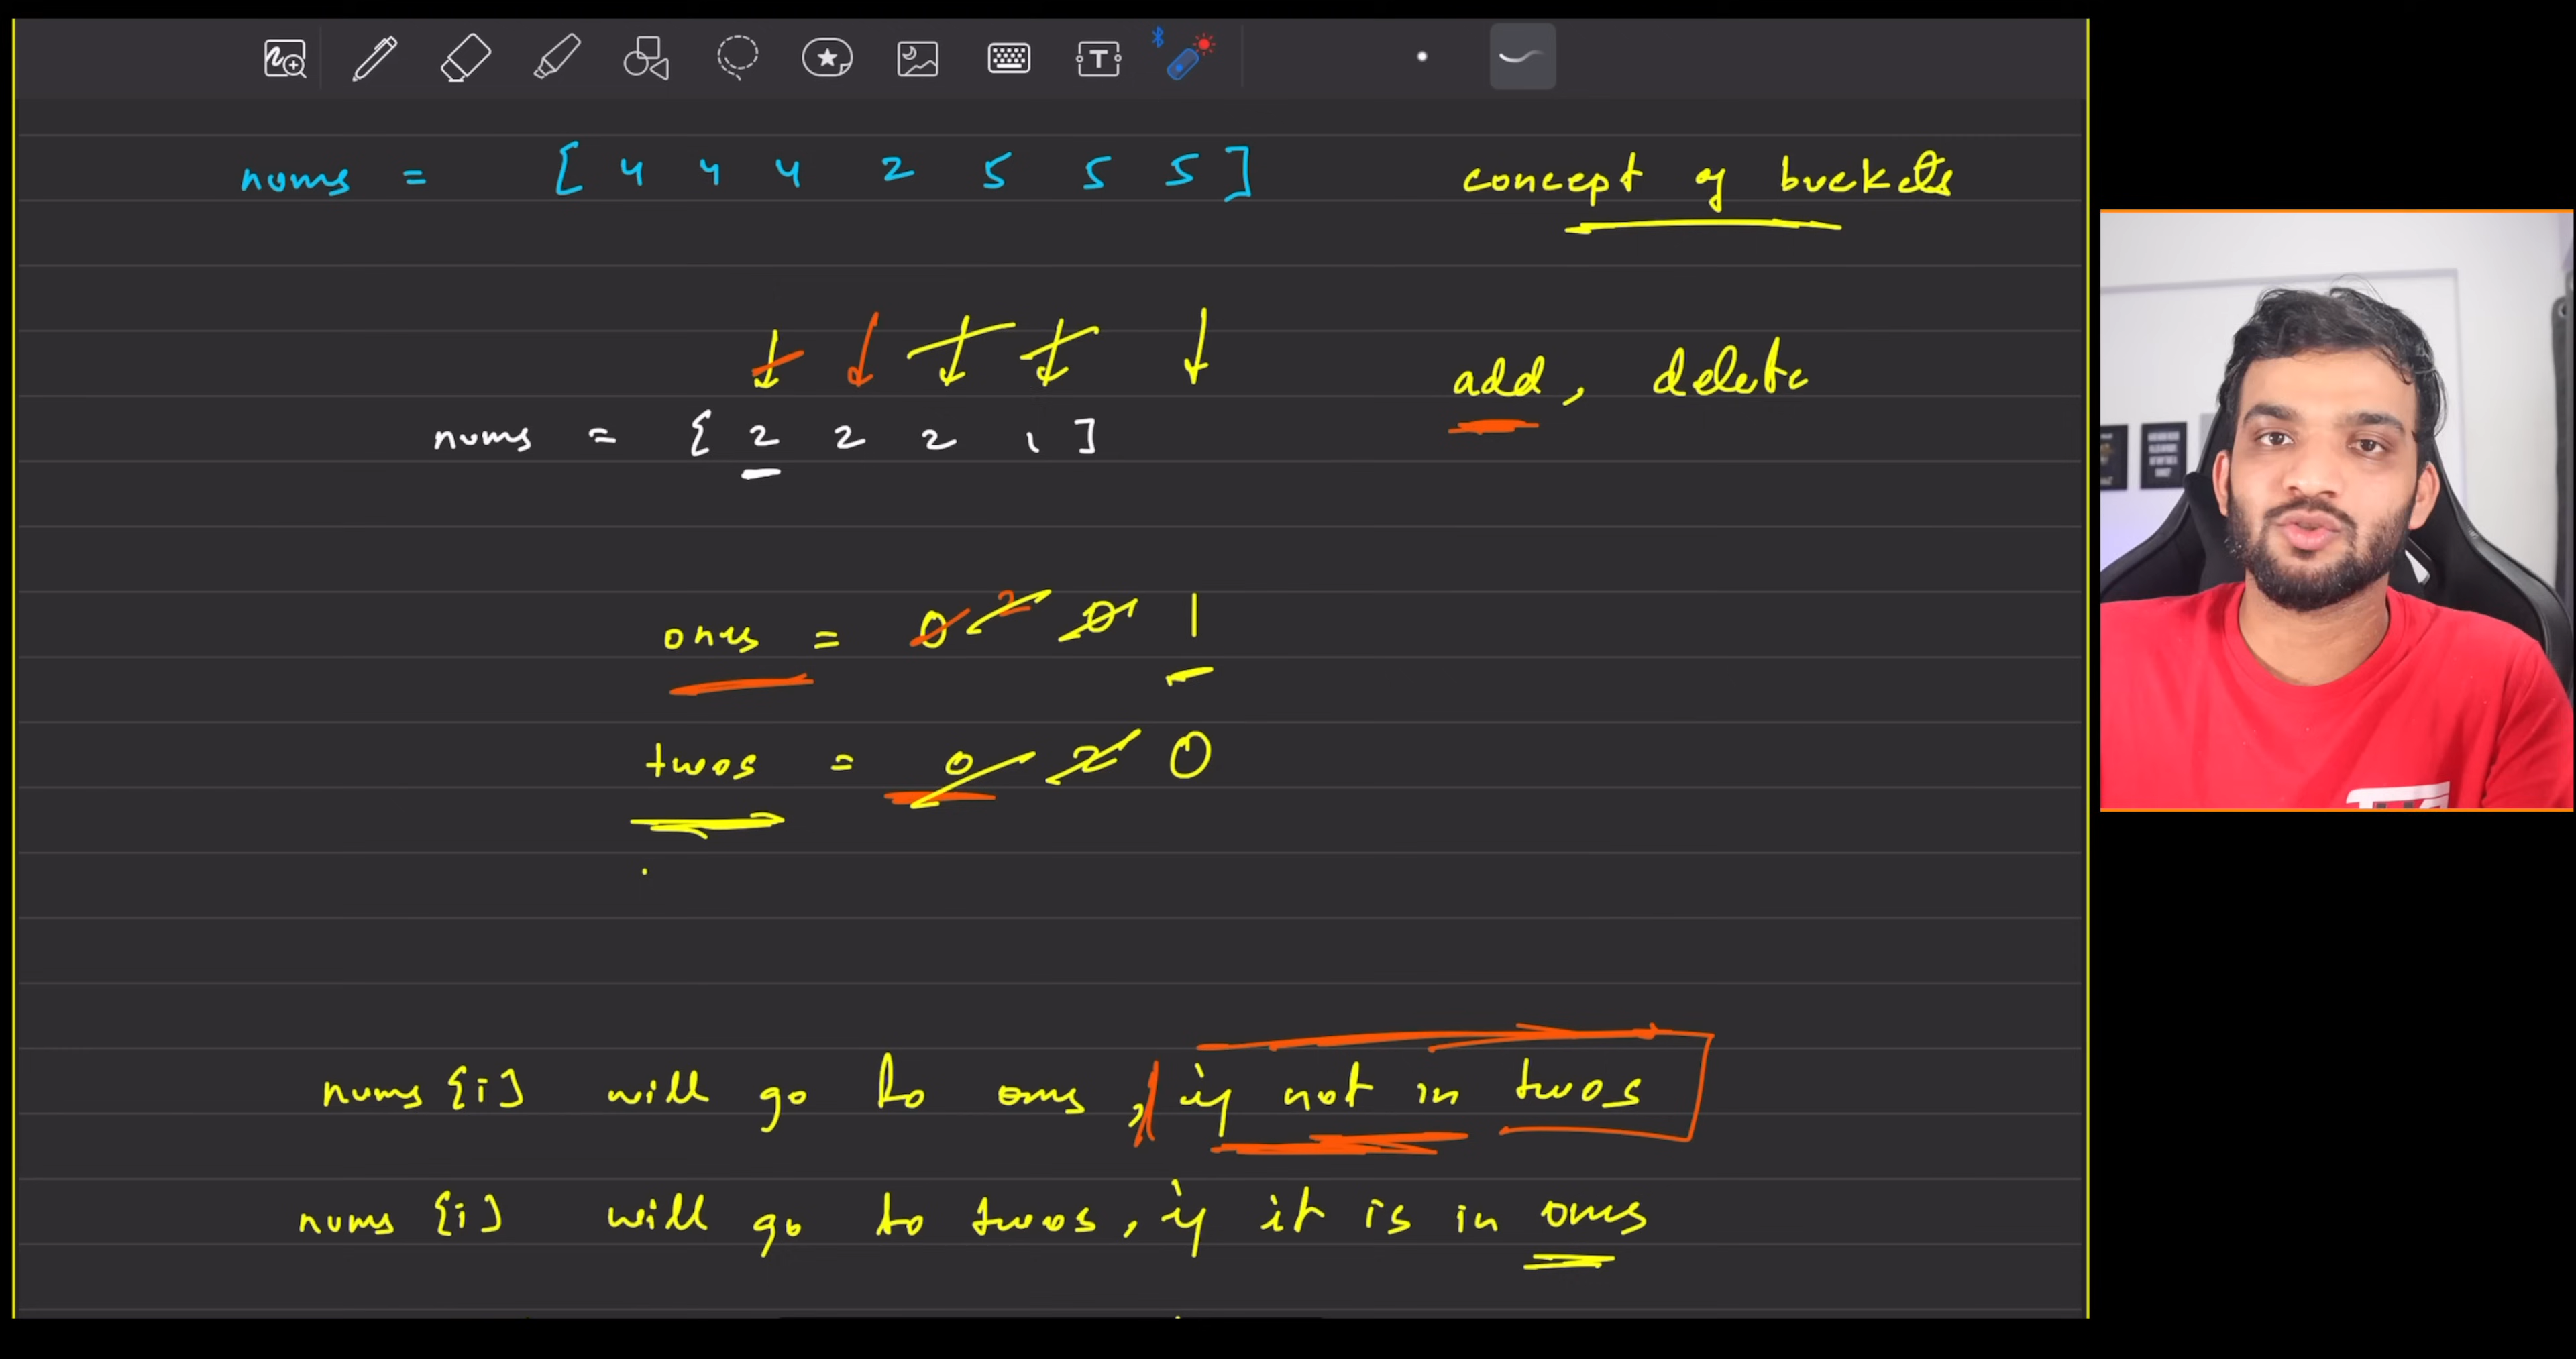 nums = [ 4 4 4 2 5 5 5 ]
concept of buckets
add, delete
nums = [ 2 2 2 1 ]
ones = 0 2 0 1
twos = 0 2 0
nums [i] will go to ones, if not in twos
nums [i] will go to twos, if it is in ones